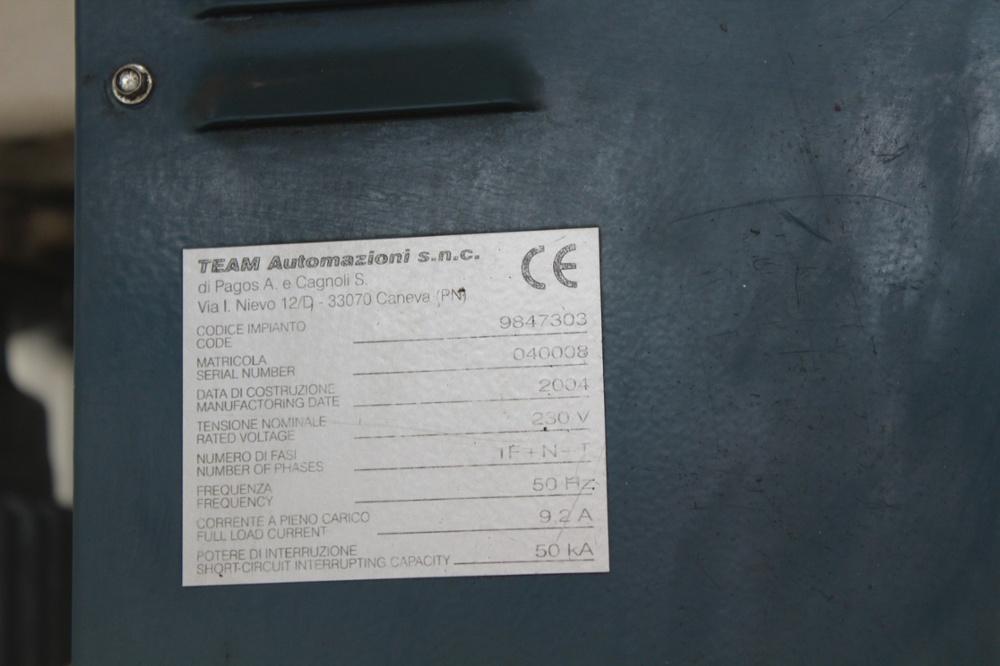 TEAM Automazioni s.n.c.
CE
di Pagos A. e Cagnoli S.
Via I. Nievo 12/D - 33070 Caneva (PN)
CODICE IMPIANTO 9847303
CODE
MATRICOLA 040008
SERIAL NUMBER
DATA DI COSTRUZIONE 2004
MANUFACTORING DATE
TENSIONE NOMINALE 230 V
RATED VOLTAGE
NUMERO DI FASI 1F+N+T
NUMBER OF PHASES
FREQUENZA 50 Hz
FREQUENCY
CORRENTE A PIENO CARICO 9.2 A
FULL LOAD CURRENT
POTERE DI INTERRUZIONE 50 kA
SHORT-CIRCUIT INTERRUPTING CAPACITY